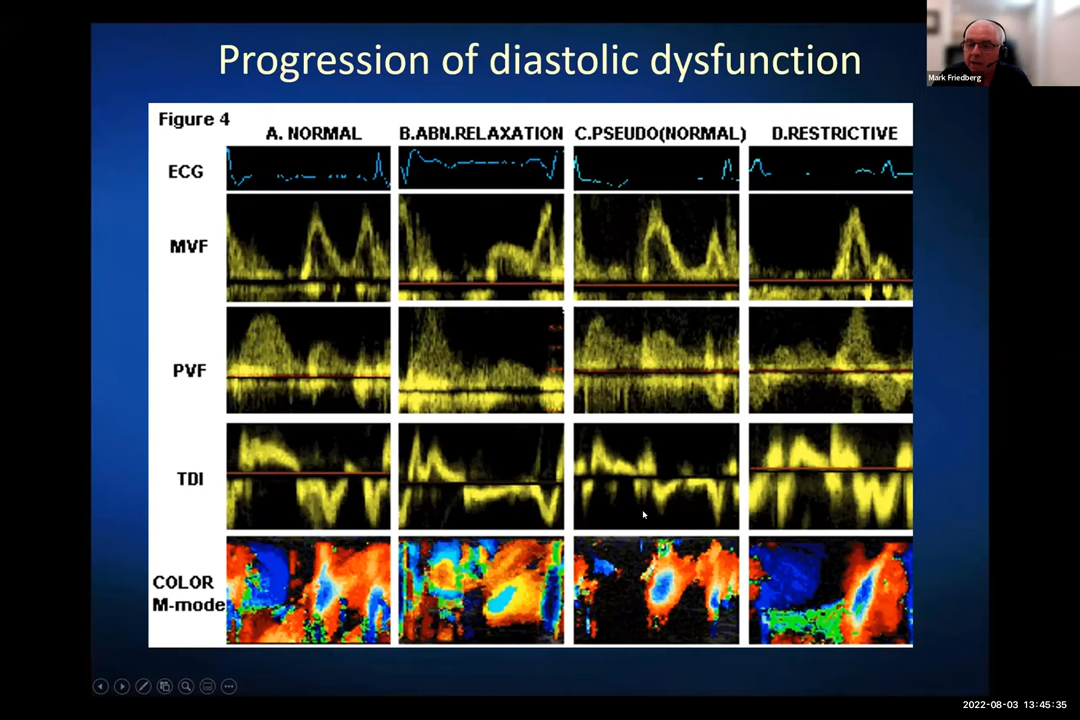 Progression of diastolic dysfunction
Mark Friedberg
Figure 4
A. NORMAL
B.ABN.RELAXATION
C.PSEUDO(NORMAL)
D.RESTRICTIVE
ECG
MVF
PVF
TDI
COLOR
M-mode
2022-08-03 13:45:35